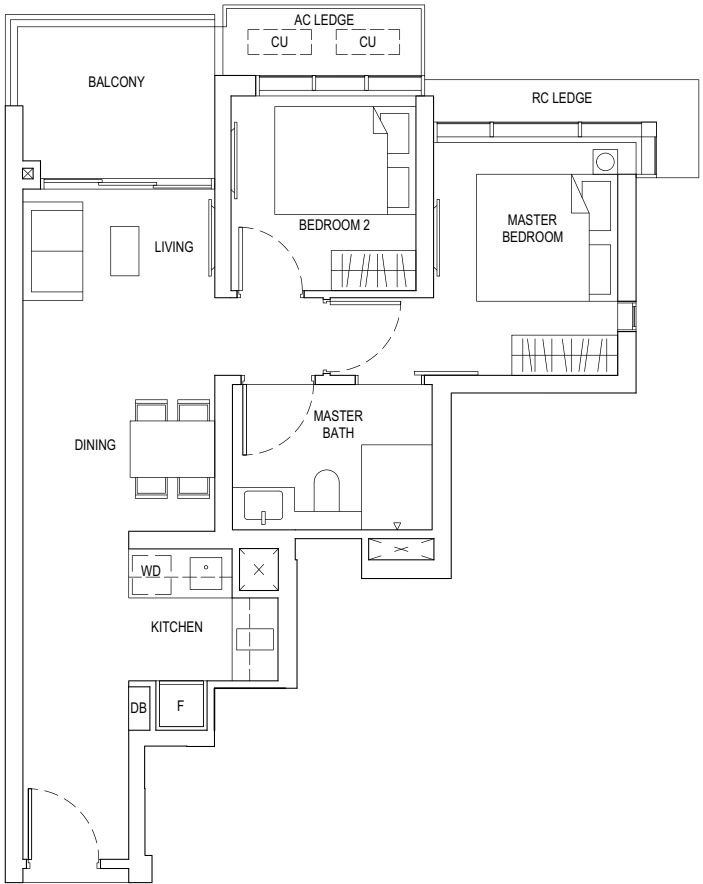 AC LEDGE
CU
CU
BALCONY
RC LEDGE
BEDROOM 2
MASTER
BEDROOM
LIVING
MASTER
BATH
DINING
WD
KITCHEN
DB
F